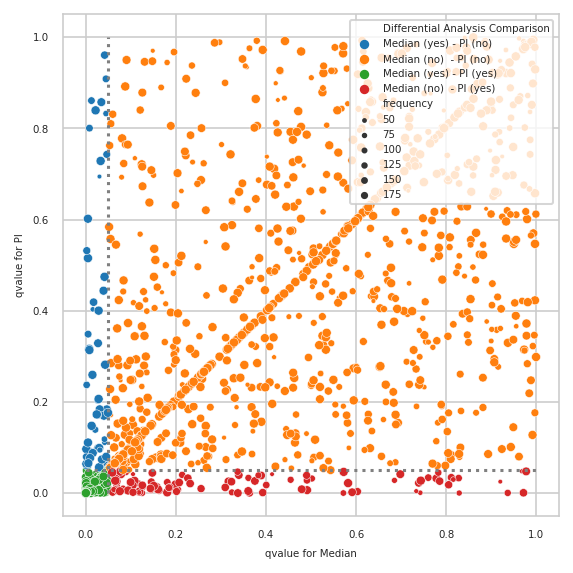 Differential Analysis Comparison
Median (yes) - PI (no)
Median (no) - PI (no)
Median (yes) - PI (yes)
Median (no) - PI (yes)
frequency
50
75
100
125
150
175
1.0
0.8
0.6
0.4
0.2
0.0
qvalue for PI
0.0 0.2 0.4 0.6 0.8 1.0
qvalue for Median